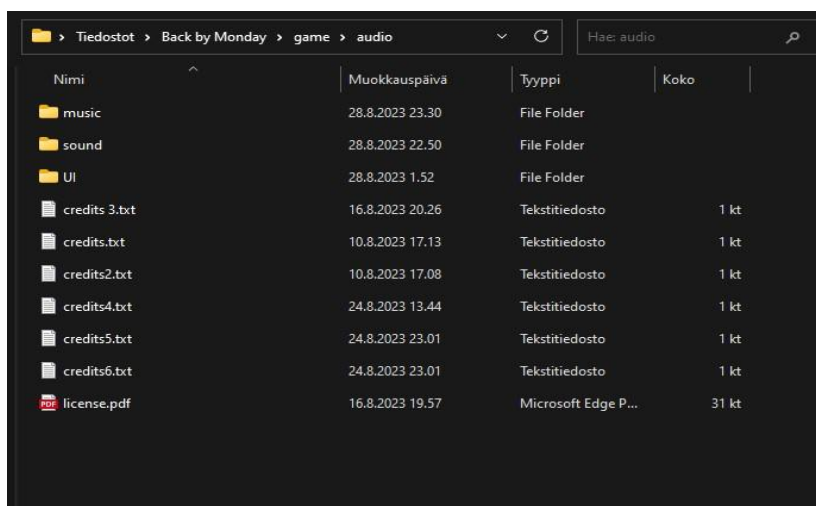 Tiedostot > Back by Monday > game > audio Hae: audio
Nimi Muokkauspäivä Tyyppi Koko
music 28.8.2023 23.30 File Folder
sound 28.8.2023 22.50 File Folder
UI 28.8.2023 1.52 File Folder
credits 3.txt 16.8.2023 20.26 Tekstitiedosto 1 kt
credits.txt 10.8.2023 17.13 Tekstitiedosto 1 kt
credits2.txt 10.8.2023 17.08 Tekstitiedosto 1 kt
credits4.txt 24.8.2023 13.44 Tekstitiedosto 1 kt
credits5.txt 24.8.2023 23.01 Tekstitiedosto 1 kt
credits6.txt 24.8.2023 23.01 Tekstitiedosto 1 kt
PDF license.pdf 16.8.2023 19.57 Microsoft Edge P... 31 kt